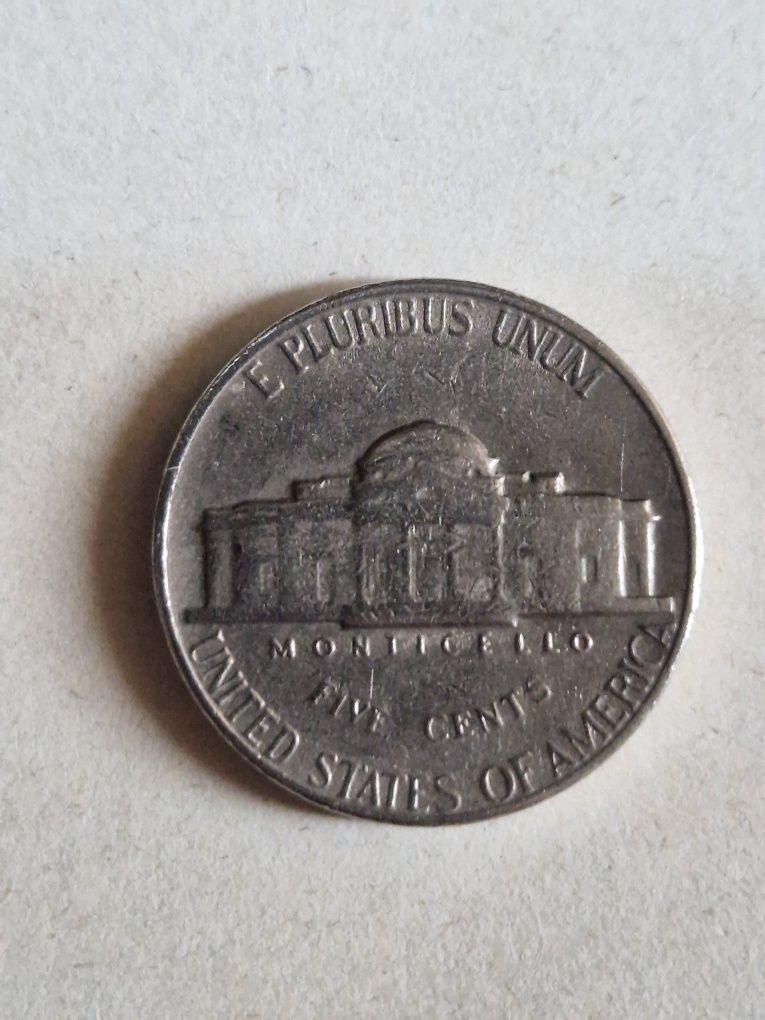 E PLURIBUS UNUM
MONTICELLO
FIVE CENTS
UNITED STATES OF AMERICA